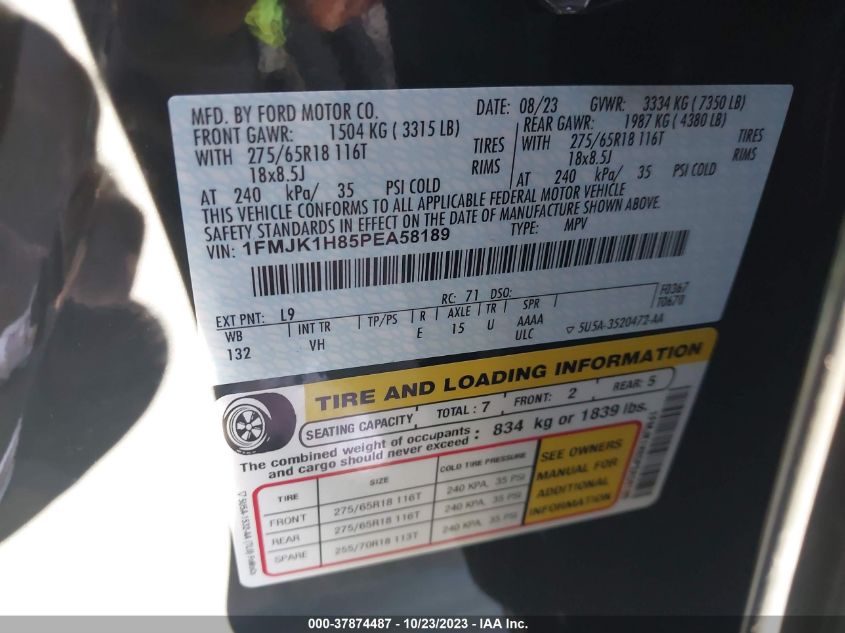 MFD. BY FORD MOTOR CO.
DATE: 08/23 GVWR: 3334 KG ( 7350 LB)
FRONT GAWR: 1504 KG ( 3315 LB)
REAR GAWR: 1987 KG ( 4380 LB)
WITH 275/65R18 116T TIRES
WITH 275/65R18 116T TIRES
18x8.5J RIMS
18x8.5J RIMS
AT 240 kPa/ 35 PSI COLD
AT 240 kPa/ 35 PSI COLD
THIS VEHICLE CONFORMS TO ALL APPLICABLE FEDERAL MOTOR VEHICLE
SAFETY STANDARDS IN EFFECT ON THE DATE OF MANUFACTURE SHOWN ABOVE.
VIN: 1FMJK1H85PEA58189
TYPE: MPV
F0367
T0670
EXT PNT: L9 RC: 71 DSO:
WB INT TR TP/PS R AXLE TR SPR
132 VH E 15 U AAAA
ULC
▽ 5U5A-3520472-AA
TIRE AND LOADING INFORMATION
SEATING CAPACITY TOTAL : 7 FRONT: 2 REAR: 5
The combined weight of occupants
and cargo should never exceed : 834 kg or 1839 lbs.
TIRE SIZE COLD TIRE PRESSURE
FRONT 275/65R18 116T 240 KPA, 35 PSI
REAR 275/65R18 116T 240 KPA, 35 PSI
SPARE 255/70R18 113T 240 KPA, 35 PSI
SEE OWNERS
MANUAL FOR
ADDITIONAL
INFORMATION
000-37874487 - 10/23/2023 - IAA Inc.